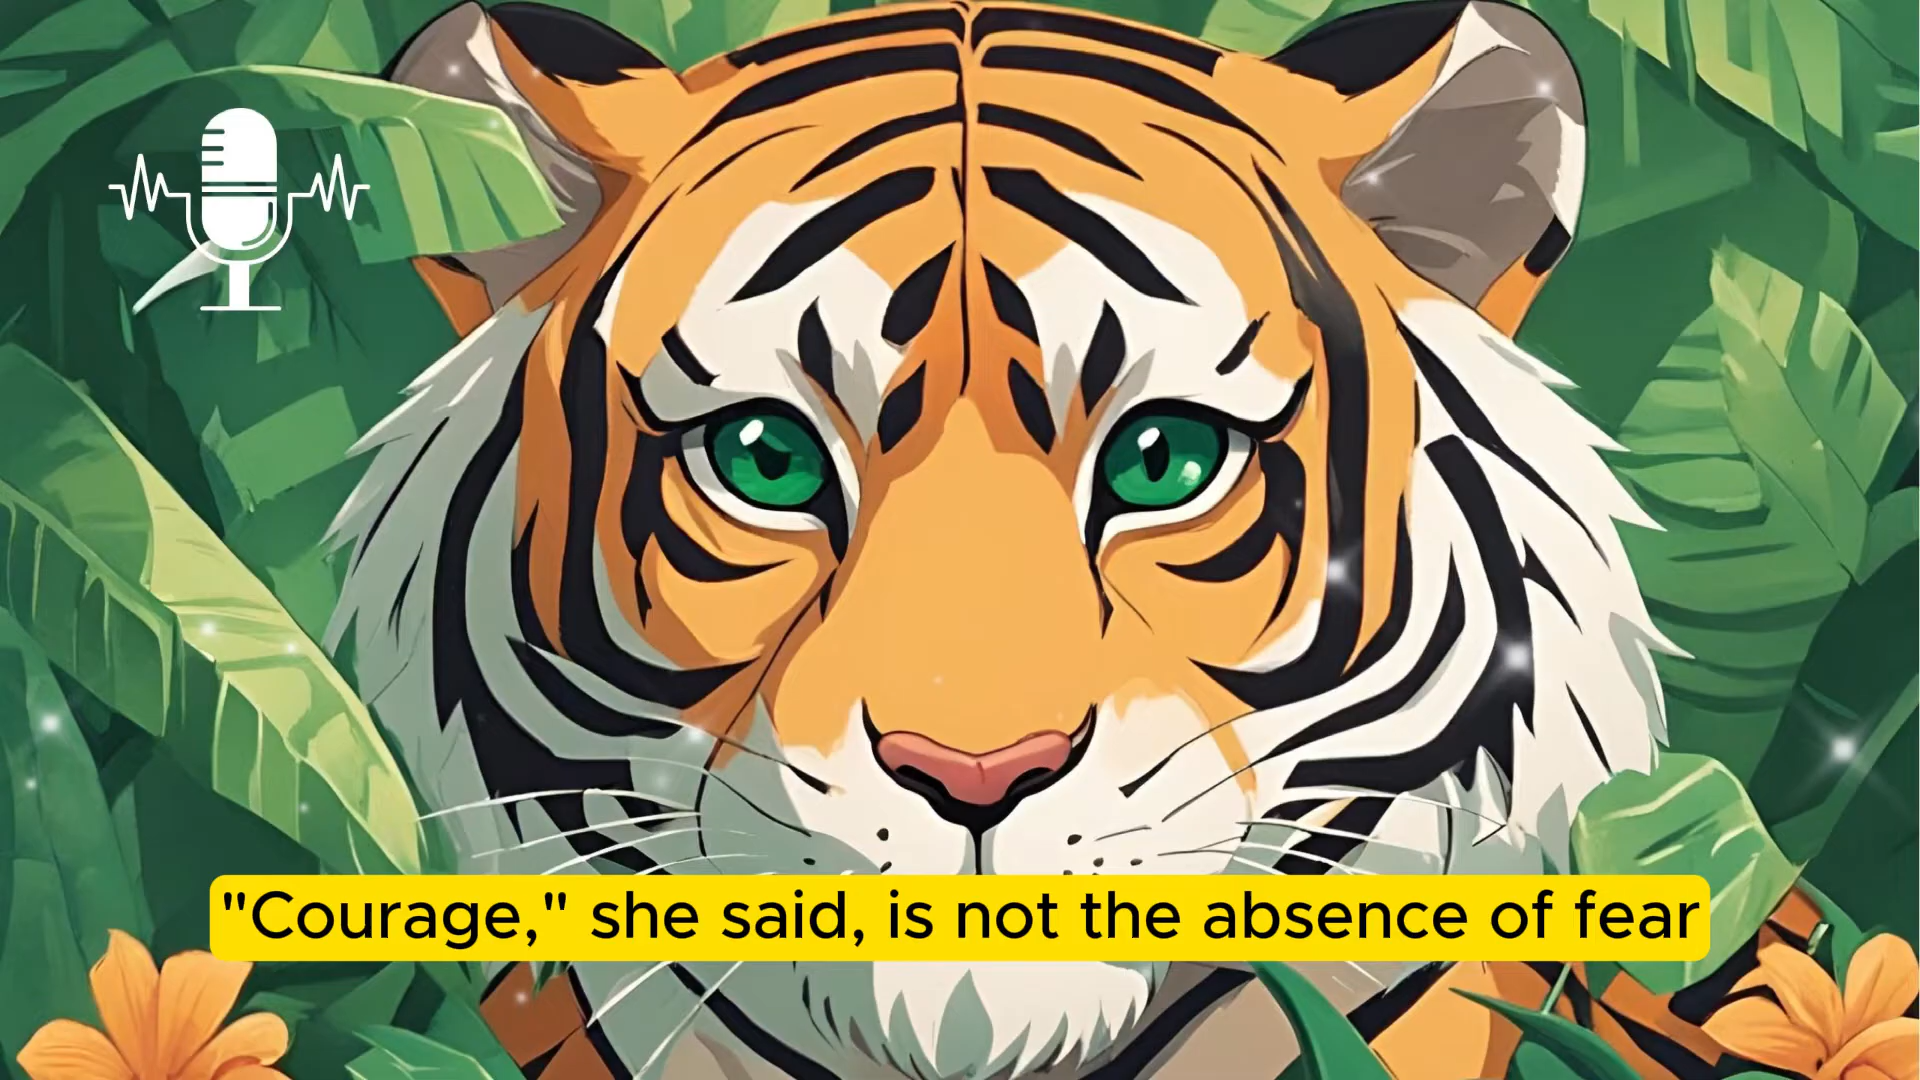 "Courage," she said, is not the absence of fear